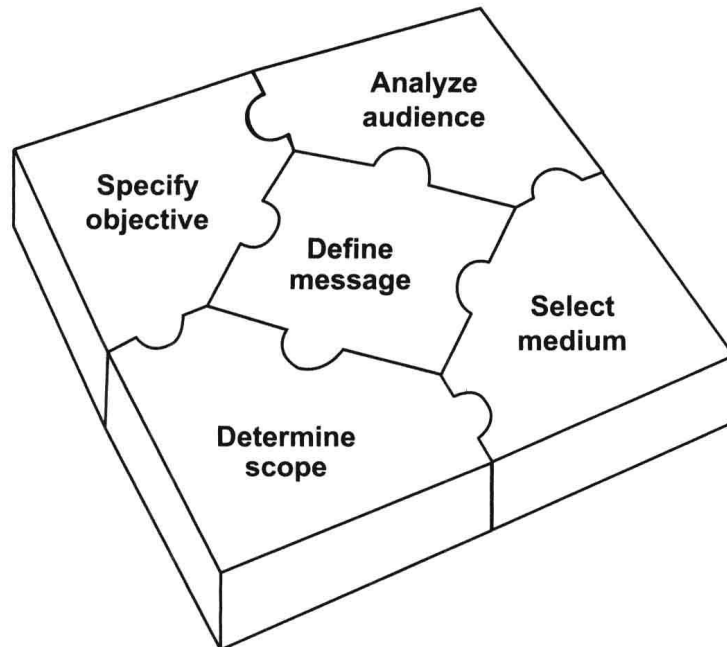 Analyze
audience
Specify
objective
Define
message
Select
medium
Determine
scope